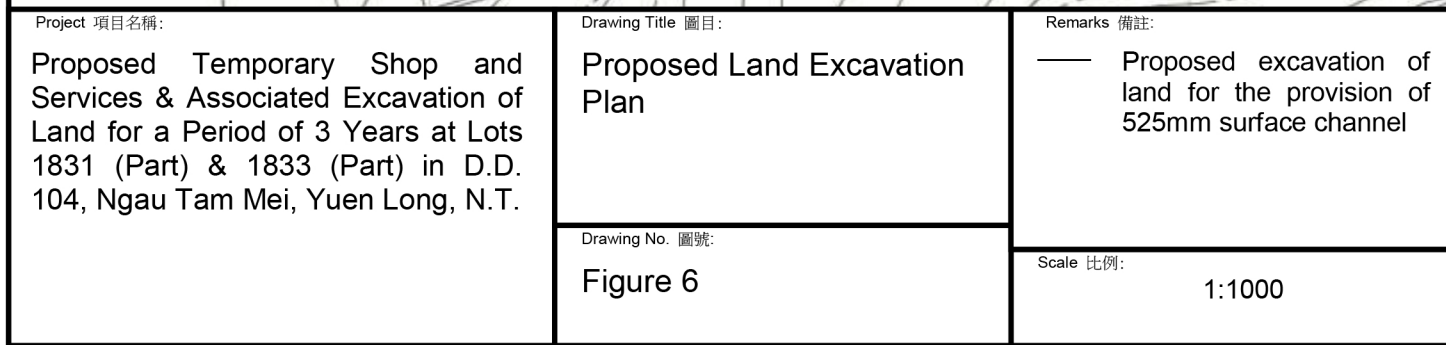 Project 項目名稱:
Proposed Temporary Shop and
Services & Associated Excavation of
Land for a Period of 3 Years at Lots
1831 (Part) & 1833 (Part) in D.D.
104, Ngau Tam Mei, Yuen Long, N.T.
Drawing Title 圖目:
Proposed Land Excavation
Plan
Drawing No. 圖號:
Figure 6
Remarks 備註:
Proposed excavation of
land for the provision of
525mm surface channel
Scale 比例:
1:1000